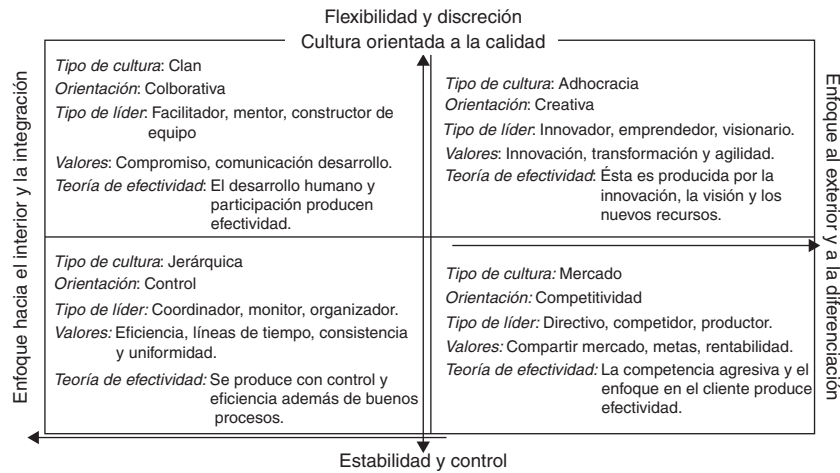 Flexibilidad y discreción
Cultura orientada a la calidad
Enfoque hacia el interior y la integración
Tipo de cultura: Clan
Orientación: Colborativa
Tipo de líder: Facilitador, mentor, constructor de
equipo
Valores: Compromiso, comunicación desarrollo.
Teoría de efectividad: El desarrollo humano y
participación producen
efectividad.
Tipo de cultura: Adhocracia
Orientación: Creativa
Tipo de líder: Innovador, emprendedor, visionario.
Valores: Innovación, transformación y agilidad.
Teoría de efectividad: Ésta es producida por la
innovación, la visión y los
nuevos recursos.
Tipo de cultura: Jerárquica
Orientación: Control
Tipo de líder: Coordinador, monitor, organizador.
Valores: Eficiencia, líneas de tiempo, consistencia
y uniformidad.
Teoría de efectividad: Se produce con control y
eficiencia además de buenos
procesos.
Tipo de cultura: Mercado
Orientación: Competitividad
Tipo de líder: Directivo, competidor, productor.
Valores: Compartir mercado, metas, rentabilidad.
Teoría de efectividad: La competencia agresiva y el
enfoque en el cliente produce
efectividad.
Enfoque al exterior y a la diferenciación
Estabilidad y control